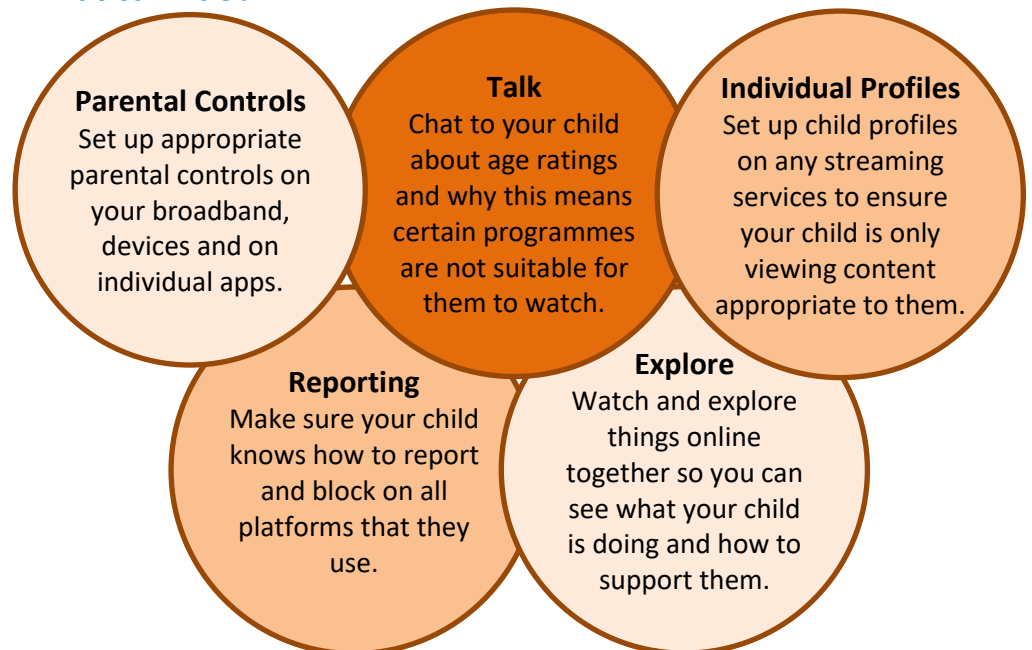 Parental Controls
Set up appropriate
parental controls on
your broadband,
devices and on
individual apps.
Talk
Chat to your child
about age ratings
and why this means
certain programmes
are not suitable for
them to watch.
Individual Profiles
Set up child profiles
on any streaming
services to ensure
your child is only
viewing content
appropriate to them.
Reporting
Make sure your child
knows how to report
and block on all
platforms that they
use.
Explore
Watch and explore
things online
together so you can
see what your child
is doing and how to
support them.